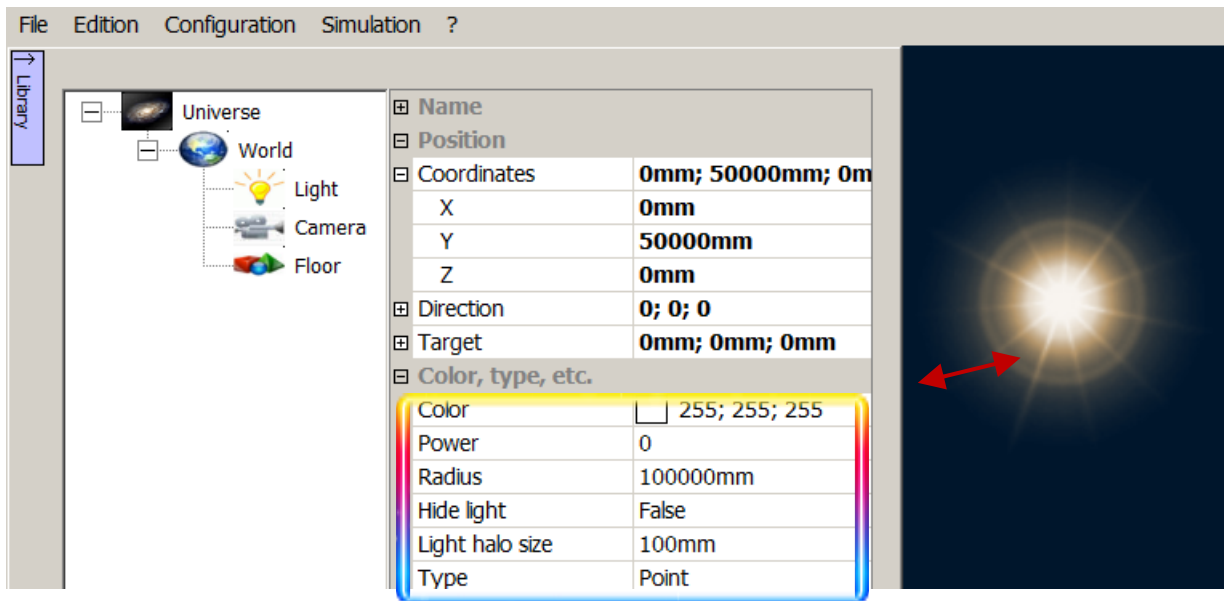 File Edition Configuration Simulation ?
↑ Library
Universe
World
Light
Camera
Floor
Name
Position
Coordinates 0mm; 50000mm; 0m
X 0mm
Y 50000mm
Z 0mm
Direction 0; 0; 0
Target 0mm; 0mm; 0mm
Color, type, etc.
Color 255; 255; 255
Power 0
Radius 100000mm
Hide light False
Light halo size 100mm
Type Point